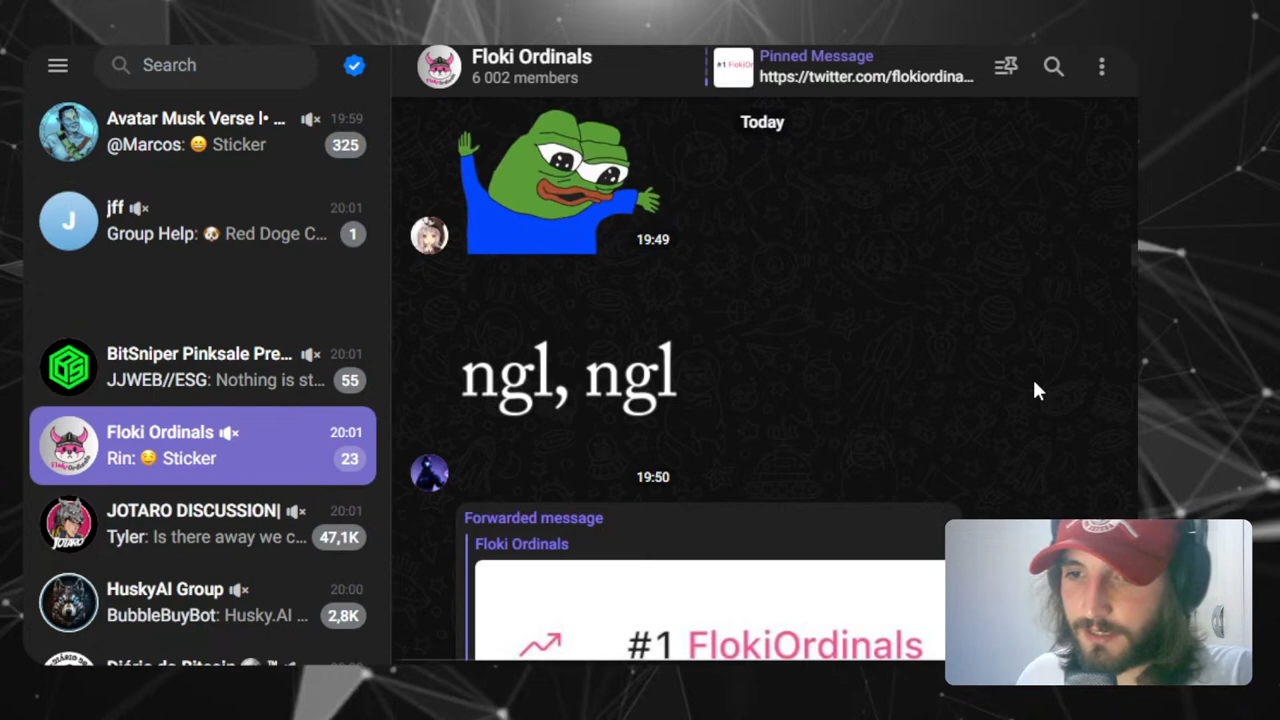 Search
Avatar Musk Verse l• ...
19:59
@Marcos: 😀 Sticker
325
jff
20:01
J
Group Help: 🐶 Red Doge C...
1
BitSniper Pinksale Pre...
20:01
JJWEB//ESG: Nothing is st...
55
Floki Ordinals
20:01
Rin: 😊 Sticker
23
JOTARO DISCUSSION|
20:01
Tyler: Is there away we c...
47,1K
HuskyAI Group
20:00
BubbleBuyBot: Husky.AI ...
2,8K
Floki Ordinals
6 002 members
Pinned Message
https://twitter.com/flokiordina...
Today
19:49
ngl, ngl
19:50
Forwarded message
Floki Ordinals
#1 FlokiOrdinals